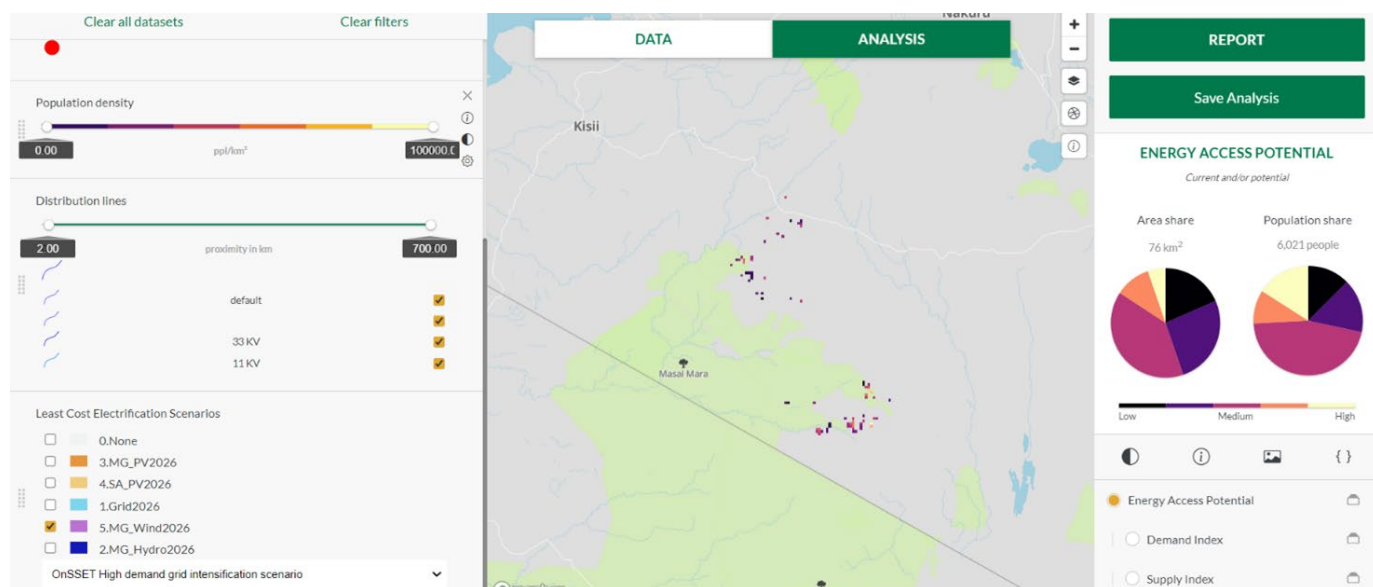 Clear all datasets
Clear filters
Population density
0.00
ppl/km²
100000.0
Distribution lines
2.00
proximity in km
700.00
default
33 KV
11 KV
Least Cost Electrification Scenarios
0.None
3.MG_PV2026
4.SA_PV2026
1.Grid2026
5.MG_Wind2026
2.MG_Hydro2026
OnSSET High demand grid intensification scenario
DATA
ANALYSIS
Nakuru
Kisii
Masai Mara
+
−
REPORT
Save Analysis
ENERGY ACCESS POTENTIAL
Current and/or potential
Area share
Population share
76 km²
6,021 people
Low
Medium
High
{ }
Energy Access Potential
Demand Index
Supply Index